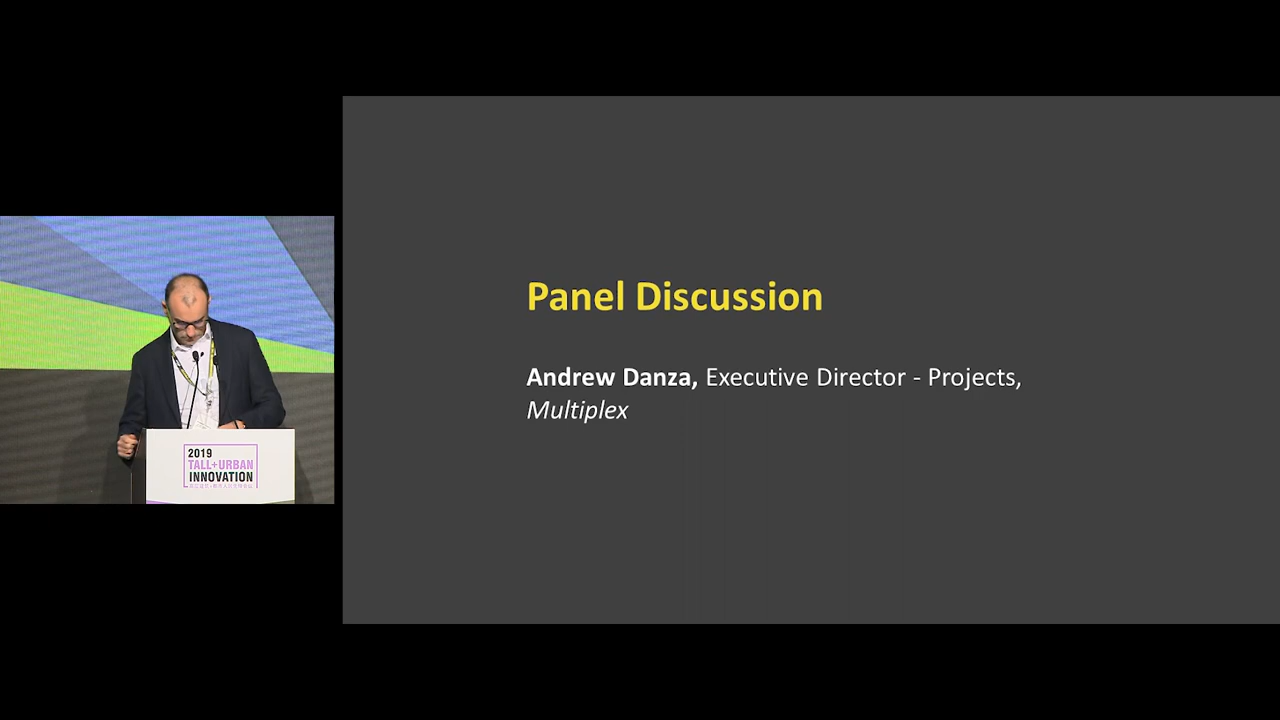 Panel Discussion
Andrew Danza, Executive Director - Projects,
Multiplex
2019
TALL+URBAN
INNOVATION